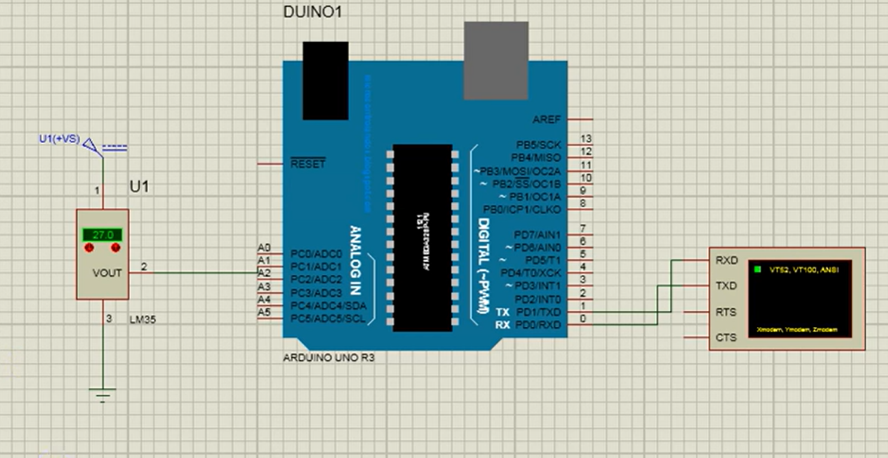 DUINO1
U1(+VS)
1
U1
27.0
VOUT
2
3
LM35
RESET
A0
A1
A2
A3
A4
A5
PC0/ADC0
PC1/ADC1
PC2/ADC2
PC3/ADC3
PC4/ADC4/SDA
PC5/ADC5/SCL
ANALOG IN
DIGITAL (~PWM)
AREF
PB5/SCK 13
PB4/MISO 12
~PB3/MOSI/OC2A 11
~ PB2/SS/OC1B 10
~ PB1/OC1A 9
PB0/ICP1/CLKO 8
PD7/AIN1 7
~ PD6/AIN0 6
~ PD5/T1 5
PD4/T0/XCK 4
~ PD3/INT1 3
PD2/INT0 2
TX PD1/TXD 1
RX PD0/RXD 0
ARDUINO UNO R3
RXD
TXD
RTS
CTS
VT52, VT100, ANSI
Xmodem, Ymodem, Zmodem